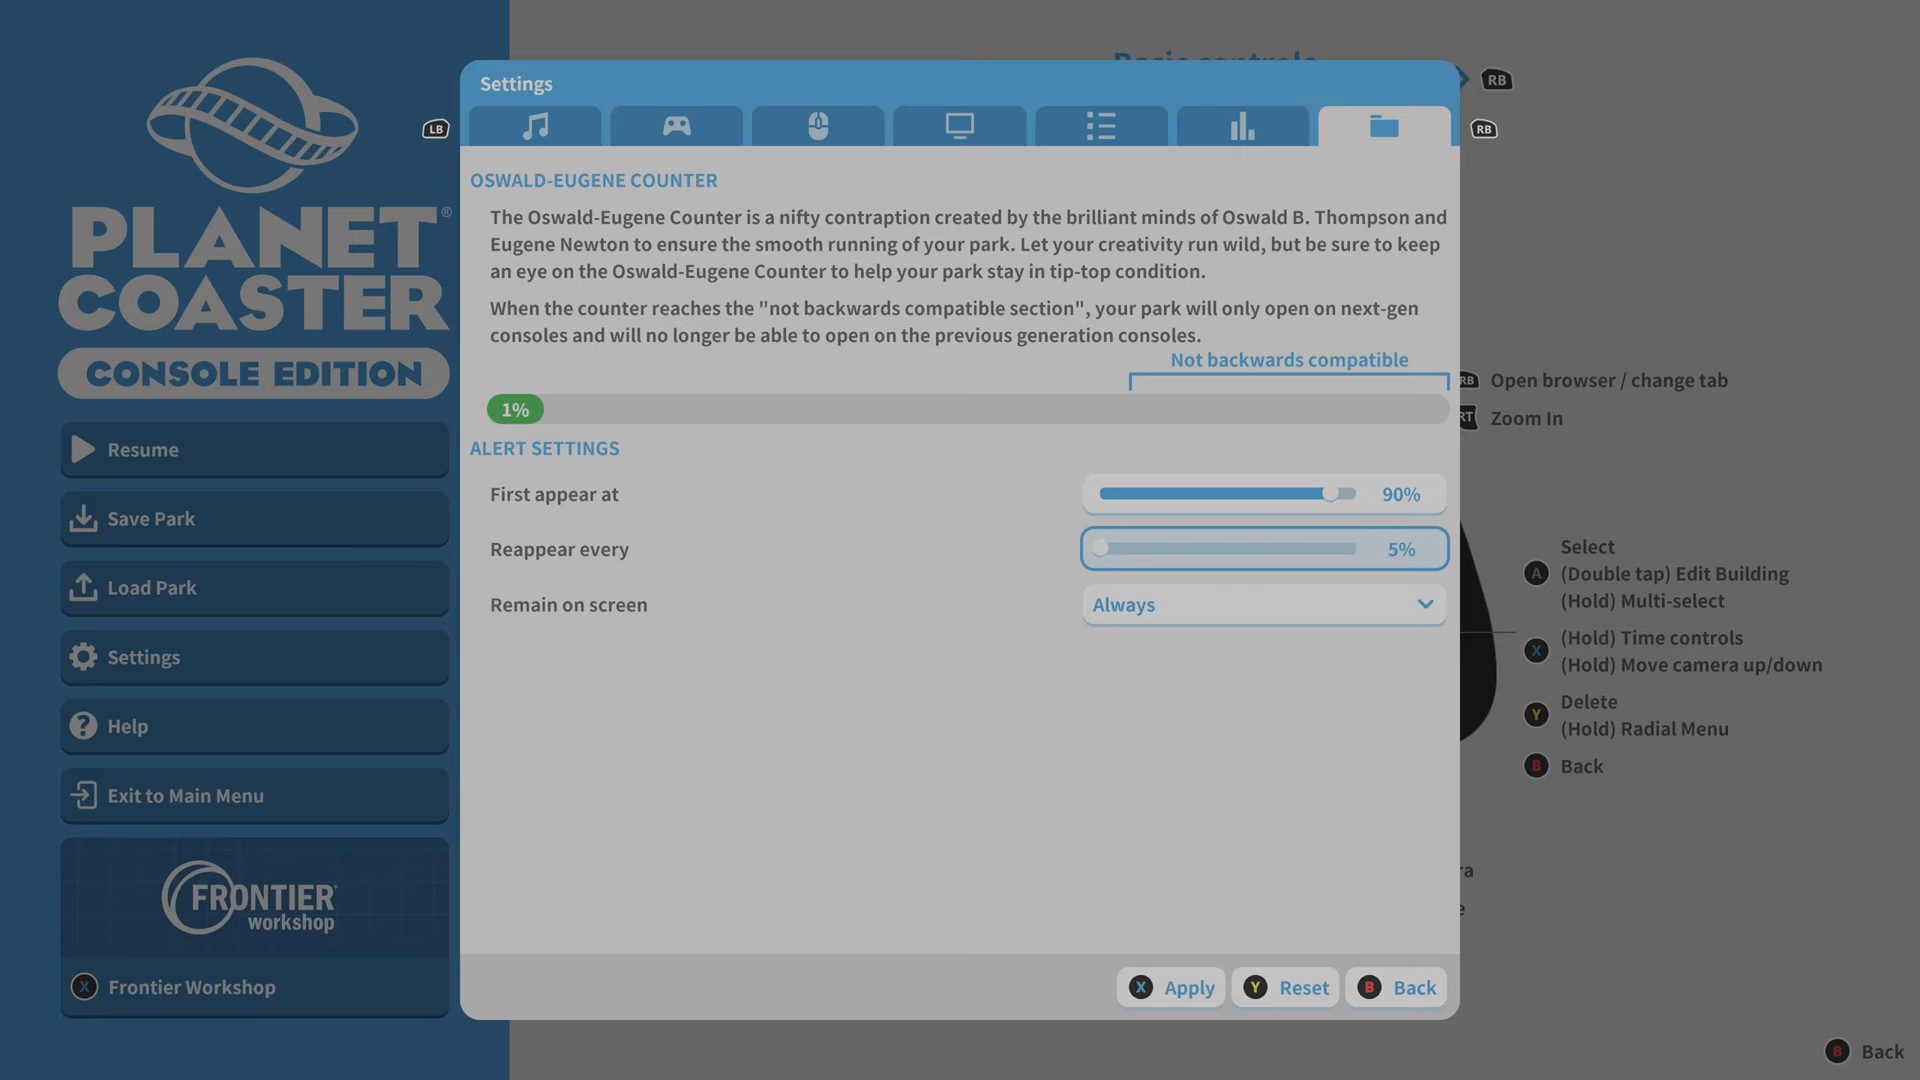 Basic controls
RB
Settings
LB
RB
PLANET
COASTER
CONSOLE EDITION
Resume
Save Park
Load Park
Settings
Help
Exit to Main Menu
FRONTIER
workshop
X Frontier Workshop
OSWALD-EUGENE COUNTER
The Oswald-Eugene Counter is a nifty contraption created by the brilliant minds of Oswald B. Thompson and
Eugene Newton to ensure the smooth running of your park. Let your creativity run wild, but be sure to keep
an eye on the Oswald-Eugene Counter to help your park stay in tip-top condition.
When the counter reaches the "not backwards compatible section", your park will only open on next-gen
consoles and will no longer be able to open on the previous generation consoles.
Not backwards compatible
1%
ALERT SETTINGS
First appear at 90%
Reappear every 5%
Remain on screen Always
X Apply Y Reset B Back
RB Open browser / change tab
RT Zoom In
Select
A (Double tap) Edit Building
(Hold) Multi-select
(Hold) Time controls
X (Hold) Move camera up/down
Delete
Y (Hold) Radial Menu
B Back
B Back